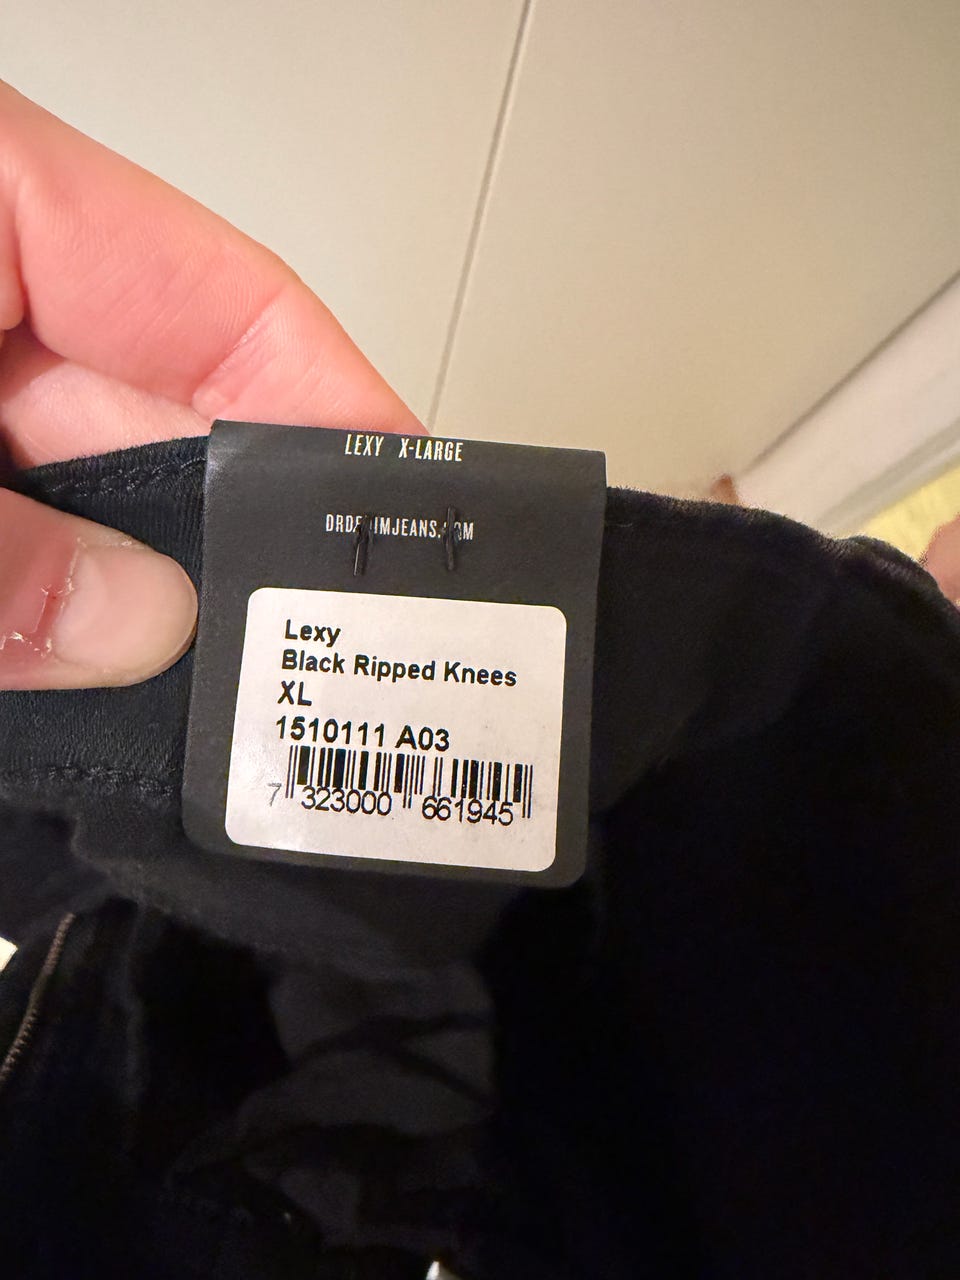 LEXY X-LARGE
Lexy
Black Ripped Knees
XL
1510111 A03
7 323000 661945